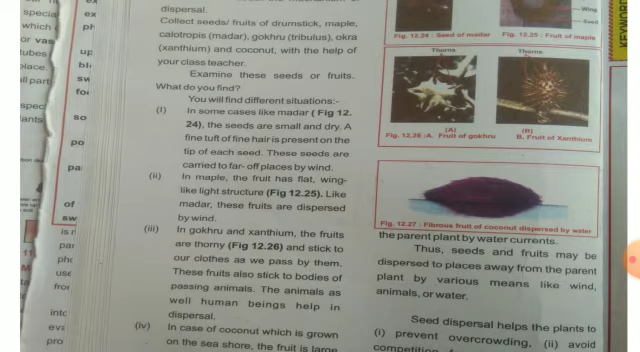 dispersal.
Collect seeds/ fruits of drumstick, maple,
calotropis (madar), gokhru (tribulus), okra
(xanthium) and coconut, with the help of
your class teacher.
Examine these seeds or fruits.
What do you find?
You will find different situations:-
(i) In some cases like madar ( Fig 12.
24), the seeds are small and dry. A
fine tuft of fine hair is present on the
tip of each seed. These seeds are
carried to far- off places by wind.
(ii) In maple, the fruit has flat, wing-
like light structure (Fig 12.25). Like
madar, these fruits are dispersed
by wind.
(iii) In gokhru and xanthium, the fruits
are thorny (Fig 12.26) and stick to
our clothes as we pass by them.
These fruits also stick to bodies of
passing animals. The animals as
well human beings help in
dispersal.
(iv) In case of coconut which is grown
on the sea shore, the fruit is large
Wing
Seed
Fig. 12.24 : Seed of madar
Fig. 12.25 : Fruit of maple
Thorns
Thorns
(A)
(B)
Fig. 12.26 : A. Fruit of gokhru
B. Fruit of Xanthium
Fig. 12.27 : Fibrous fruit of coconut dispersed by water
the parent plant by water currents.
Thus, seeds and fruits may be
dispersed to places away from the parent
plant by various means like wind,
animals, or water.
Seed dispersal helps the plants to
(i) prevent overcrowding, (ii) avoid
KEYWORD